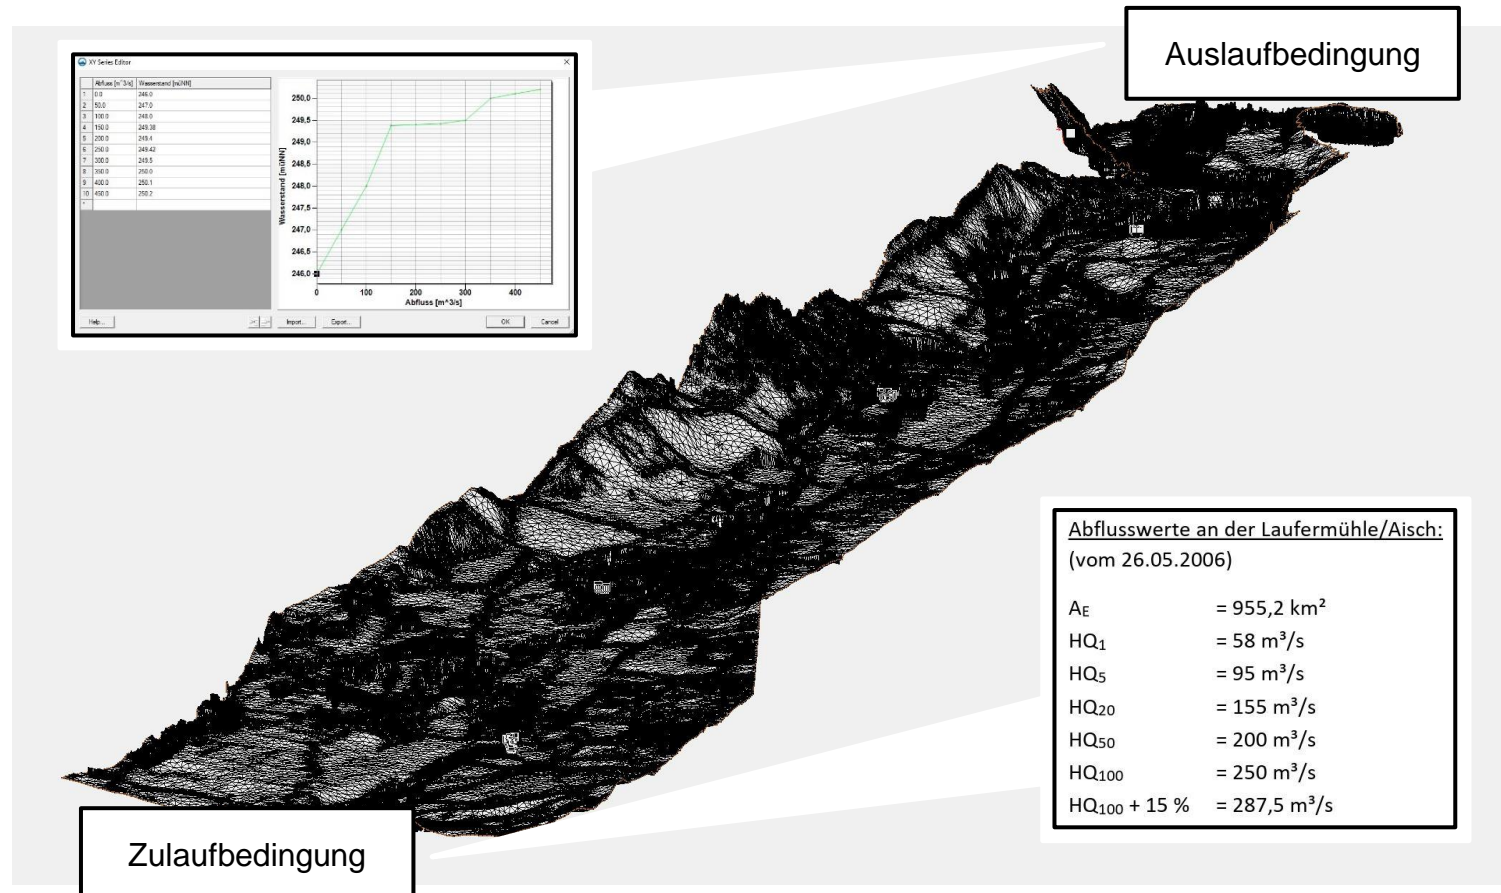 Auslaufbedingung
XY Series Editor
Abfluss [m^3/s] Wasserstand [müNN]
1 0.0 246.0
2 50.0 247.0
3 100.0 248.0
4 150.0 249.38
5 200.0 249.4
6 250.0 249.42
7 300.0 249.5
8 350.0 250.0
9 400.0 250.1
10 450.0 250.2
*
Wasserstand [müNN]
250,0
249,5
249,0
248,5
248,0
247,5
247,0
246,5
246,0
0 100 200 300 400
Abfluss [m^3/s]
Help... Import... Export... OK Cancel
Abflusswerte an der Laufermühle/Aisch:
(vom 26.05.2006)
AE = 955,2 km²
HQ1 = 58 m³/s
HQ5 = 95 m³/s
HQ20 = 155 m³/s
HQ50 = 200 m³/s
HQ100 = 250 m³/s
HQ100 + 15 % = 287,5 m³/s
Zulaufbedingung